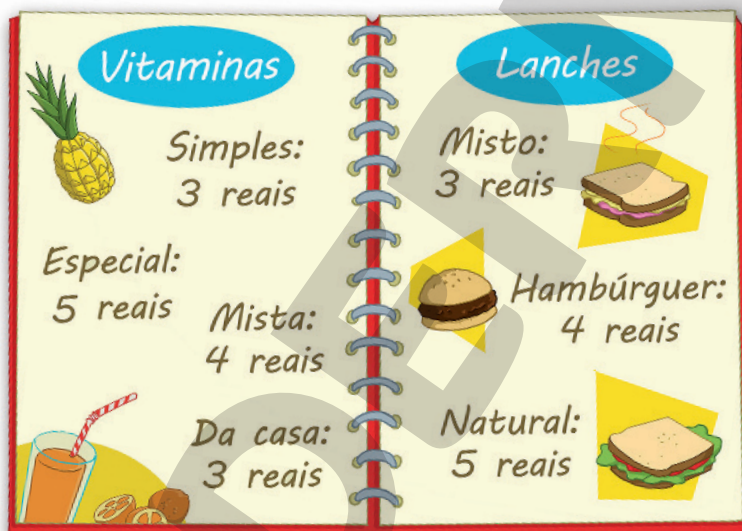 Vitaminas
Simples:
3 reais
Especial:
5 reais
Mista:
4 reais
Da casa:
3 reais
Lanches
Misto:
3 reais
Hambúrguer:
4 reais
Natural:
5 reais